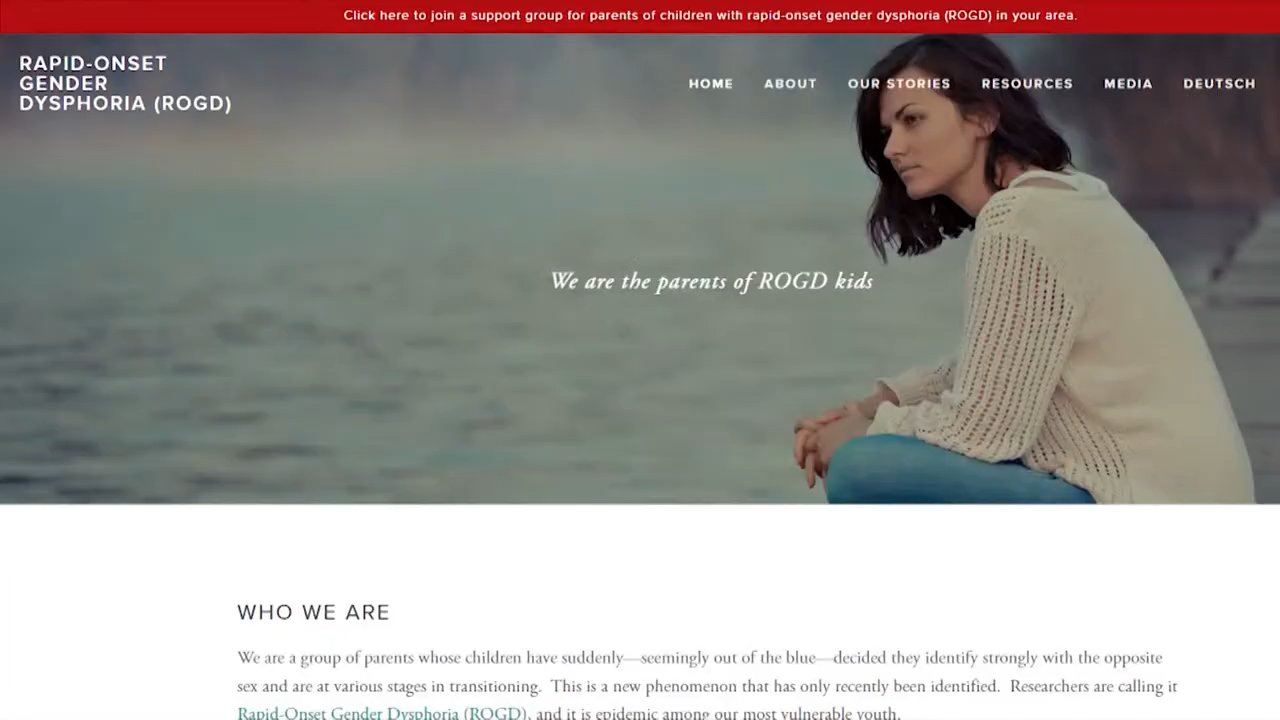 Click here to join a support group for parents of children with rapid-onset gender dysphoria (ROGD) in your area.
RAPID-ONSET
GENDER
DYSPHORIA (ROGD)
HOME ABOUT OUR STORIES RESOURCES MEDIA DEUTSCH
We are the parents of ROGD kids
WHO WE ARE
We are a group of parents whose children have suddenly—seemingly out of the blue—decided they identify strongly with the opposite
sex and are at various stages in transitioning.  This is a new phenomenon that has only recently been identified.  Researchers are calling it
Rapid-Onset Gender Dysphoria (ROGD), and it is epidemic among our most vulnerable youth.